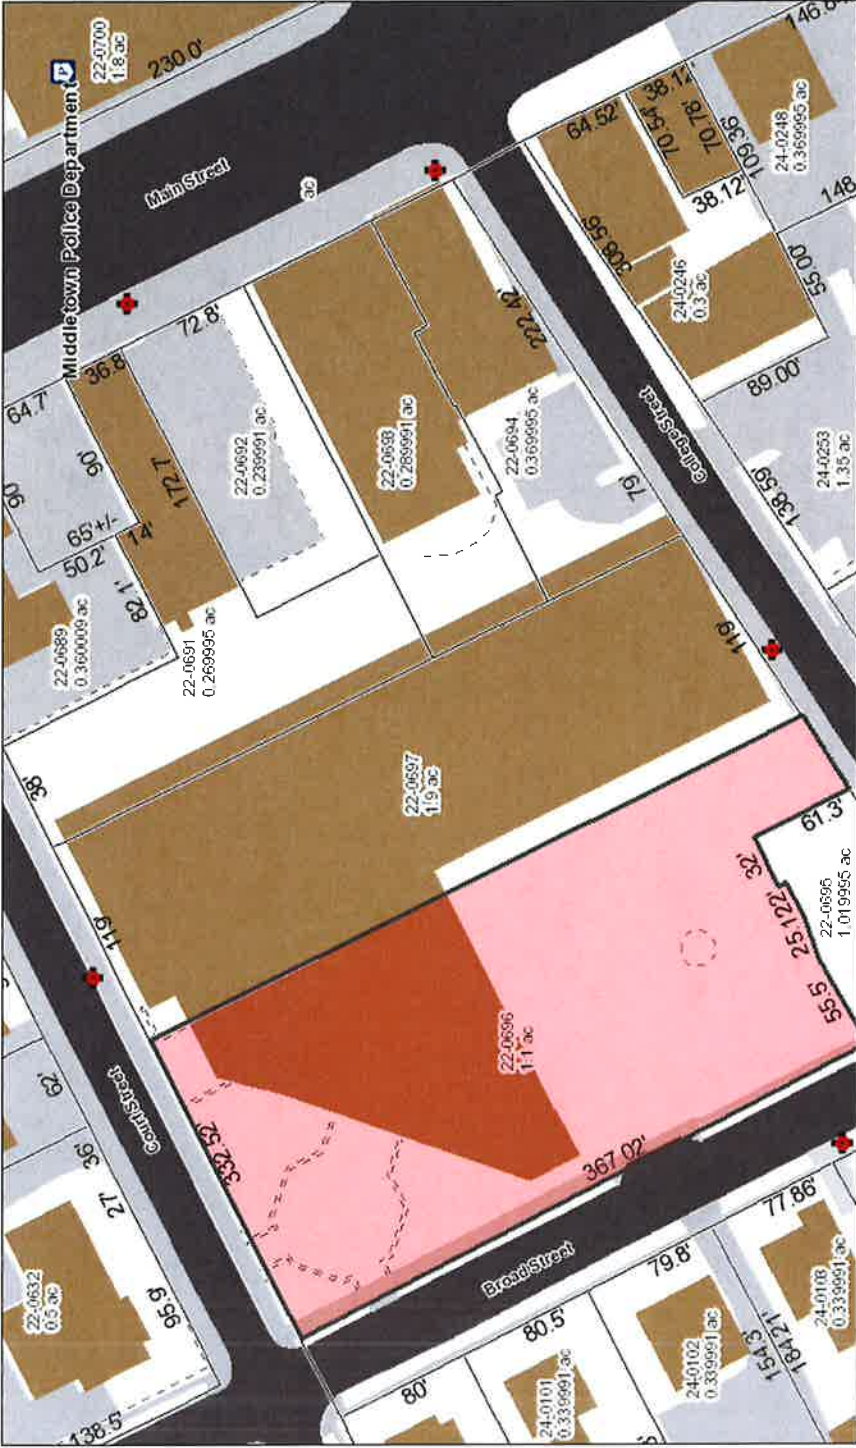 22-0700
1.8 ac
230.0'
Middletown Police Department
Main Street
ac
146.84
64.7'
90'
90'
36.8
72.8'
65'+/-
50.2'
14'
172.7'
82.1'
22-0689
0.360009 ac
22-0691
0.269995 ac
22-0692
0.239991 ac
22-0693
0.289991 ac
22-0694
0.369995 ac
222.42'
79'
64.52'
38.12'
70.54'
70.78'
109.36'
38.12'
24-0248
0.369995 ac
148
308.56'
24-0246
0.3 ac
55.00'
89.00'
College Street
138.59'
24-0253
1.35 ac
38'
119'
22-0697
1.9 ac
119'
Court Street
62'
36'
27'
332.52'
22-0696
1.1 ac
32'
61.3'
25.122'
55.5'
22-0695
1.019995 ac
367.02'
Broad Street
22-0632
0.5 ac
95.9'
138.5'
80'
80.5'
79.8'
77.86'
154.3'
184.21'
24-0101
0.339991 ac
24-0102
0.339991 ac
24-0103
0.339991 ac